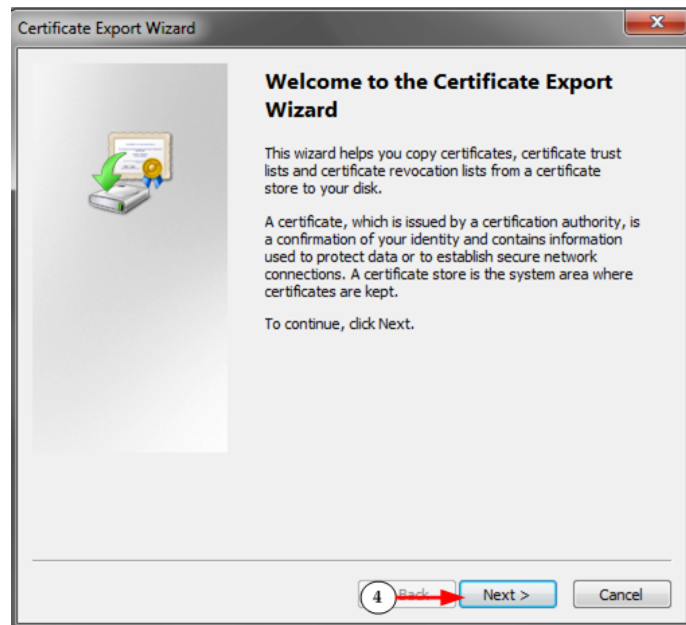 Certificate Export Wizard
Welcome to the Certificate Export
Wizard
This wizard helps you copy certificates, certificate trust
lists and certificate revocation lists from a certificate
store to your disk.
A certificate, which is issued by a certification authority, is
a confirmation of your identity and contains information
used to protect data or to establish secure network
connections. A certificate store is the system area where
certificates are kept.
To continue, click Next.
4 Back Next > Cancel